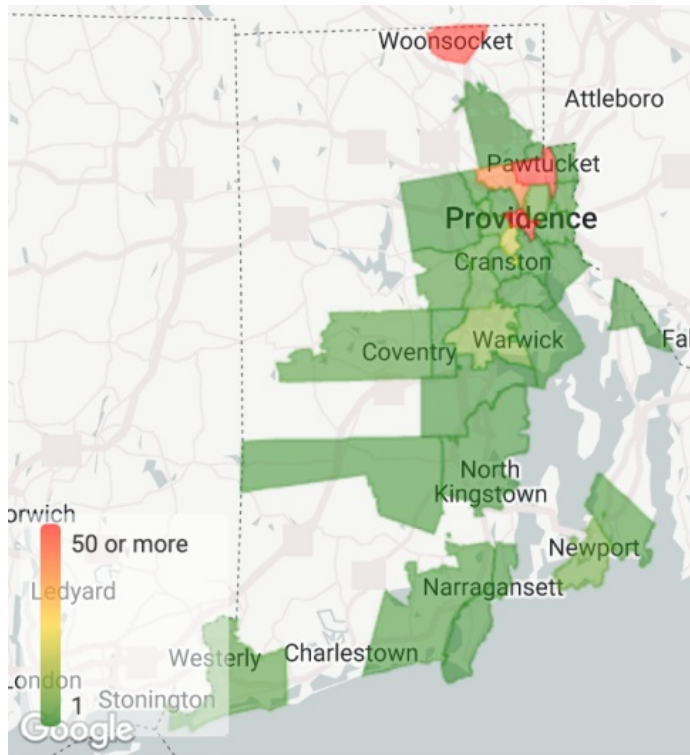 Woonsocket
Attleboro
Pawtucket
Providence
Cranston
Warwick
Coventry
Fal
North
Kingstown
orwich
50 or more
Newport
Ledyard
Narragansett
Westerly
Charlestown
London
1
Stonington
Google